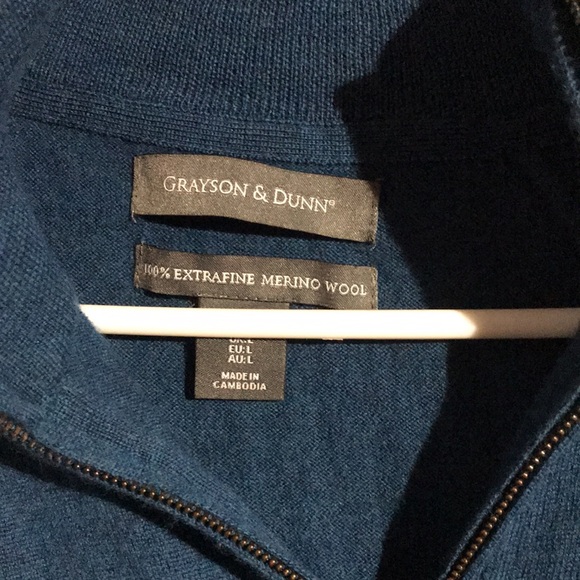 GRAYSON & DUNN®
100% EXTRAFINE MERINO WOOL
EU:L
AU:L
MADE IN
CAMBODIA